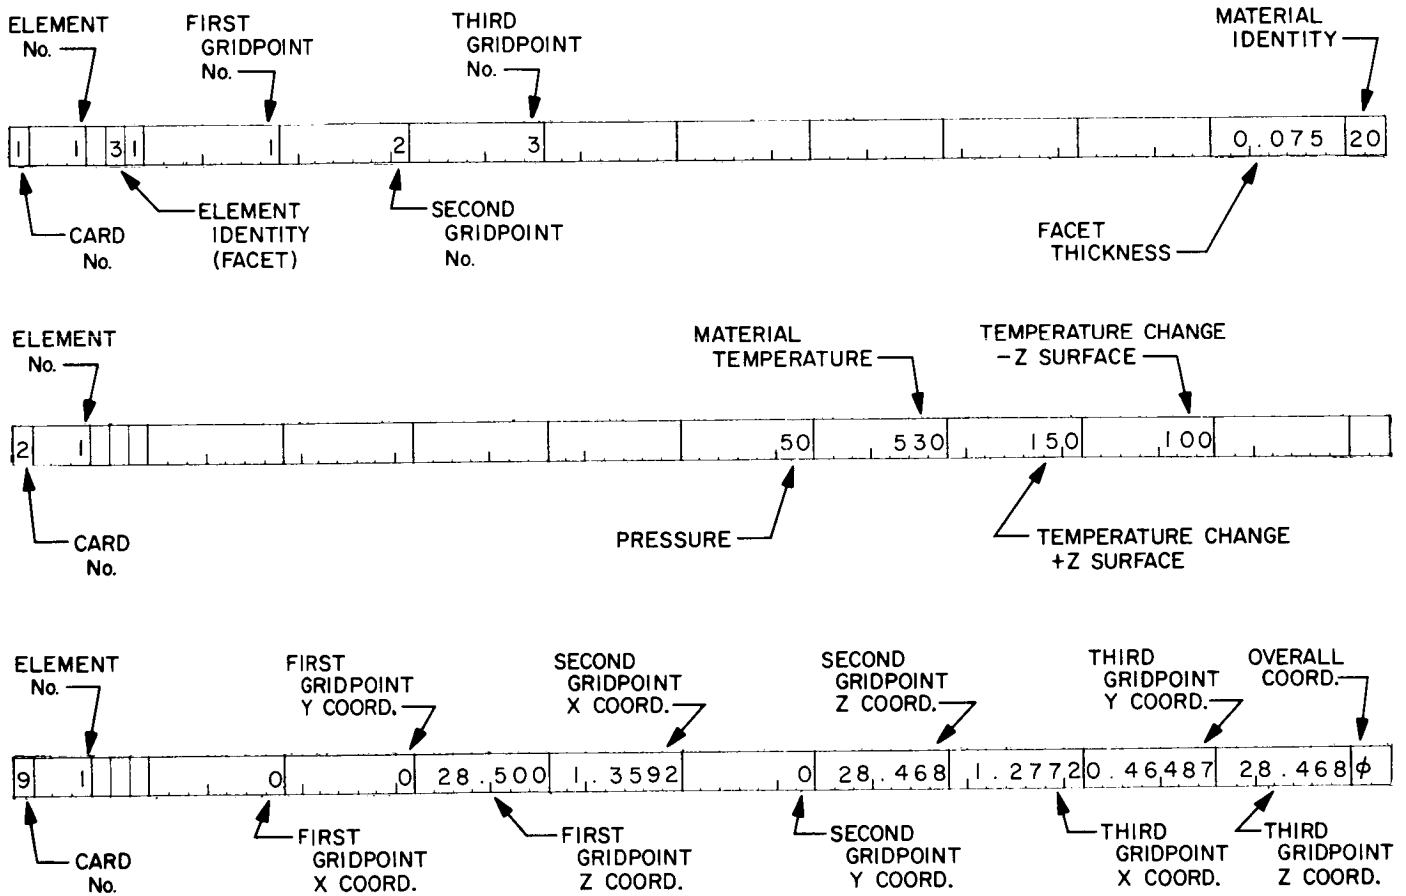 ELEMENT
No.
FIRST
GRIDPOINT
No.
THIRD
GRIDPOINT
No.
MATERIAL
IDENTITY
1 1 3 1 1 2 3 0.075 20
CARD
No.
ELEMENT
IDENTITY
(FACET)
SECOND
GRIDPOINT
No.
FACET
THICKNESS
ELEMENT
No.
MATERIAL
TEMPERATURE
TEMPERATURE CHANGE
-Z SURFACE
2 1 50 530 150 100
CARD
No.
PRESSURE
TEMPERATURE CHANGE
+Z SURFACE
ELEMENT
No.
FIRST
GRIDPOINT
Y COORD.
SECOND
GRIDPOINT
X COORD.
SECOND
GRIDPOINT
Z COORD.
THIRD
GRIDPOINT
Y COORD.
OVERALL
COORD.
9 1 0 0 28.500 1.3592 0 28.468 1.2772 0.46487 28.468 ϕ
CARD
No.
FIRST
GRIDPOINT
X COORD.
FIRST
GRIDPOINT
Z COORD.
SECOND
GRIDPOINT
Y COORD.
THIRD
GRIDPOINT
X COORD.
THIRD
GRIDPOINT
Z COORD.